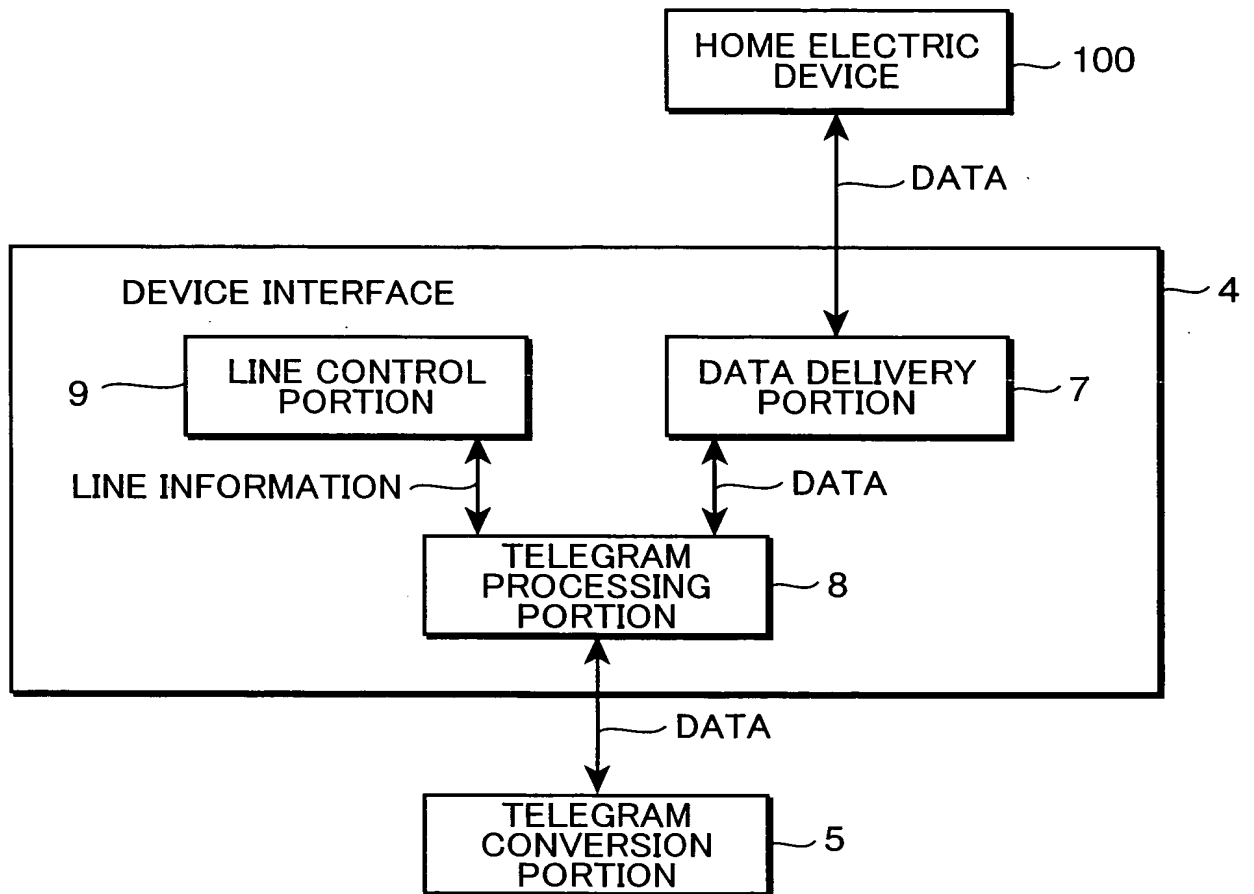 HOME ELECTRIC
DEVICE
100
DATA
DEVICE INTERFACE
4
9
LINE CONTROL
PORTION
DATA DELIVERY
PORTION
7
LINE INFORMATION
DATA
TELEGRAM
PROCESSING
PORTION
8
DATA
TELEGRAM
CONVERSION
PORTION
5